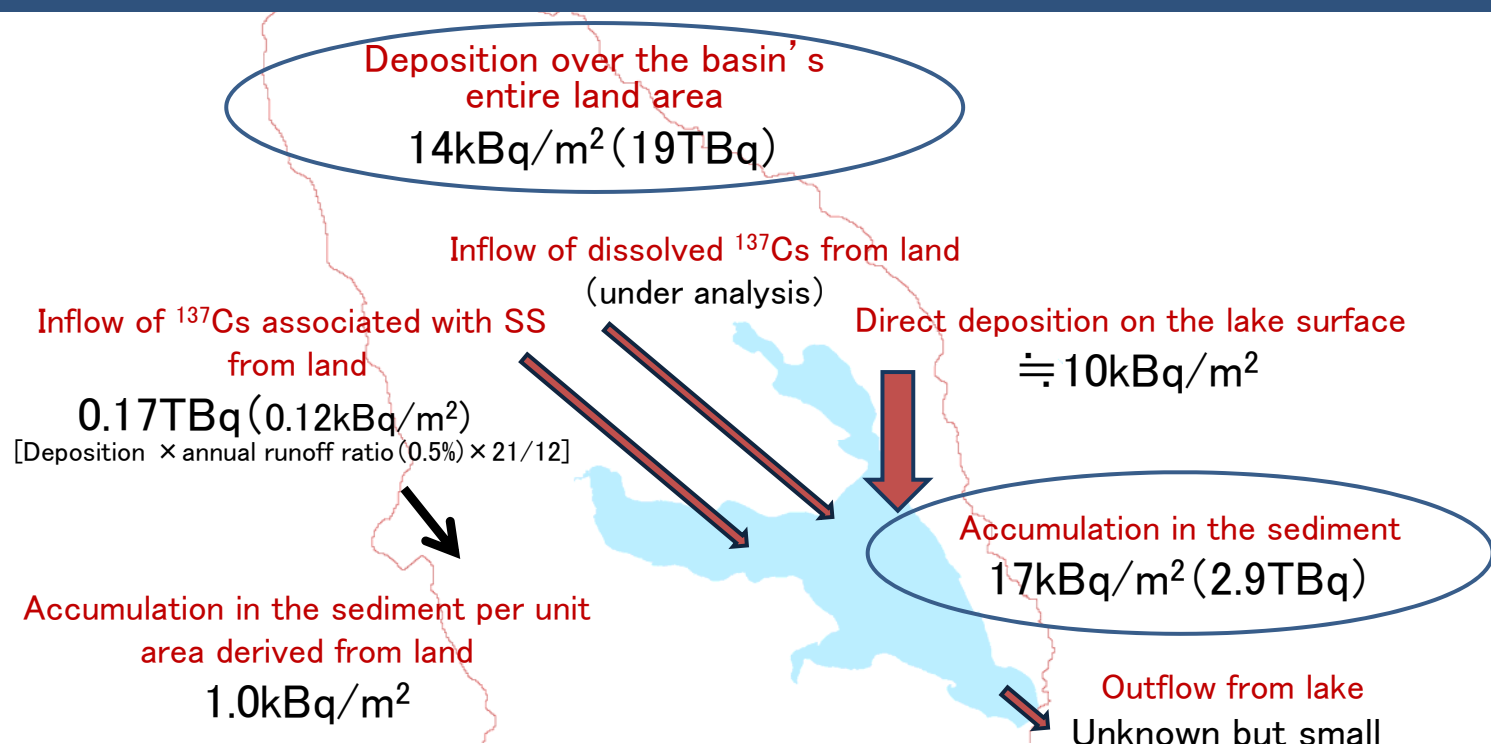 Deposition over the basin's
entire land area
14kBq/m²(19TBq)
Inflow of dissolved ¹³⁷Cs from land
(under analysis)
Inflow of ¹³⁷Cs associated with SS
from land
0.17TBq(0.12kBq/m²)
[Deposition ×annual runoff ratio(0.5%)×21/12]
Direct deposition on the lake surface
≒10kBq/m²
Accumulation in the sediment
17kBq/m²(2.9TBq)
Accumulation in the sediment per unit
area derived from land
1.0kBq/m²
Outflow from lake
Unknown but small